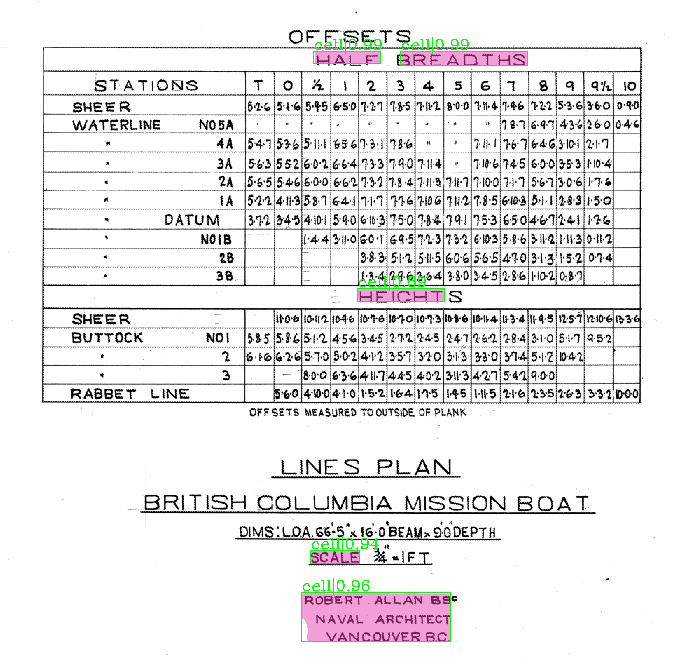 OFFSETS
cell|0.99 cell|0.99
HALF BREADTHS
STATIONS T 0 ½ 1 2 3 4 5 6 7 8 9 9½ 10
SHEER 5·2·6 5·1·6 5·9·5 6·5·0 7·2·7 7·8·5 7·11·2 8·0·0 7·11·4 7·9·6 7·2·2 5·3·6 3·6·0 0·9·0
WATERLINE NO5A " " " " " " " " " 7·8·7 6·9·7 4·3·6 2·6·0 0·4·6
" 4A 5·4·7 5·3·6 5·11·1 6·5·6 7·3·1 7·8·6 " " 7·11·1 7·6·7 6·4·6 3·10·1 2·1·7
" 3A 5·6·3 5·5·2 6·0·2 6·6·4 7·3·3 7·9·0 7·11·4 " 7·10·6 7·4·5 6·0·0 3·5·3 1·10·4
" 2A 5·6·5 5·4·6 6·0·0 6·6·2 7·3·2 7·8·4 7·11·3 7·11·7 7·10·0 7·1·7 5·6·7 3·0·6 1·7·6
" 1A 5·2·2 4·11·3 5·8·7 6·4·1 7·1·7 7·7·6 7·10·6 7·11·2 7·8·5 6·10·3 5·1·1 2·8·3 1·5·0
" DATUM 3·7·2 3·4·5 4·10·1 5·9·0 6·10·3 7·5·0 7·8·4 7·9·1 7·5·3 6·5·0 4·6·7 2·4·1 1·2·6
" NO1B 1·4·4 3·11·0 6·0·1 6·9·5 7·2·3 7·3·2 6·10·3 5·8·6 3·11·2 1·11·3 0·11·2
" 2B 3·8·3 5·1·2 5·11·5 6·0·6 5·6·5 4·7·0 3·1·3 1·5·2 0·7·4
" 3B 1·3·4 2·9·6 3·6·4 3·8·0 3·4·5 2·8·6 1·10·2 0·8·7
HEIGHTS
SHEER 11·0·6 10·11·2 10·9·6 10·7·6 10·7·0 10·7·3 10·8·6 10·11·4 11·3·4 11·9·5 12·5·7 12·10·6 13·3·6
BUTTOCK NO1 5·8·5 5·8·6 5·1·2 4·5·6 3·4·5 2·7·2 2·4·5 2·4·7 2·6·2 2·8·4 3·1·0 5·1·7 9·5·2
" 2 6·1·6 6·2·6 5·7·0 5·0·2 4·1·2 3·5·7 3·2·0 3·1·3 3·3·0 3·7·4 5·1·2 10·4·2
" 3 — 8·0·0 6·3·6 4·11·7 4·4·5 4·0·2 3·11·3 4·2·7 5·4·2 9·0·0
RABBET LINE 5·6·0 4·10·0 4·1·0 1·5·2 1·6·4 1·7·5 1·9·5 1·11·5 2·1·6 2·3·5 2·6·3 3·3·2 10·0·0
OFFSETS MEASURED TO OUTSIDE OF PLANK
LINES PLAN
BRITISH COLUMBIA MISSION BOAT
DIMS: L.O.A. 66'-5" x 16'·0" BEAM x 9'·0" DEPTH
cell|0.94
SCALE ¾" = 1 FT
cell|0.96
ROBERT ALLAN BSc
NAVAL ARCHITECT
VANCOUVER B.C.